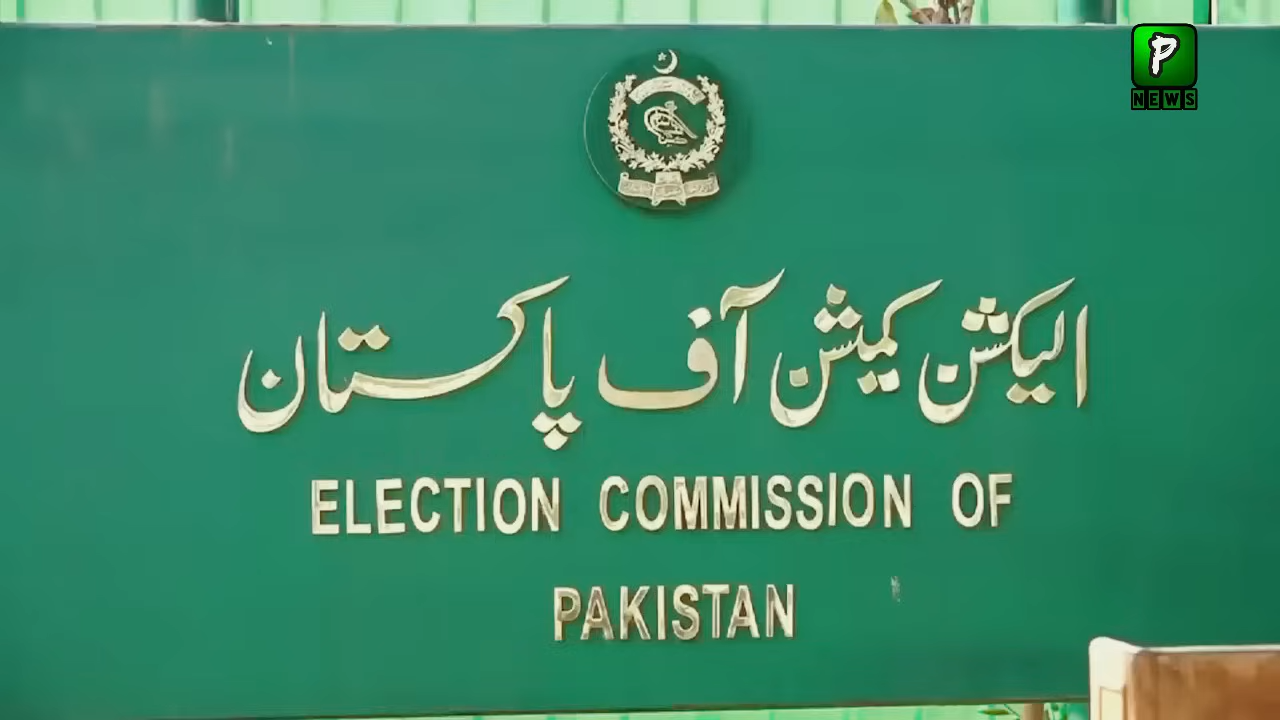 P
NEWS
الیکشن کمیشن آف پاکستان
ELECTION COMMISSION OF
PAKISTAN